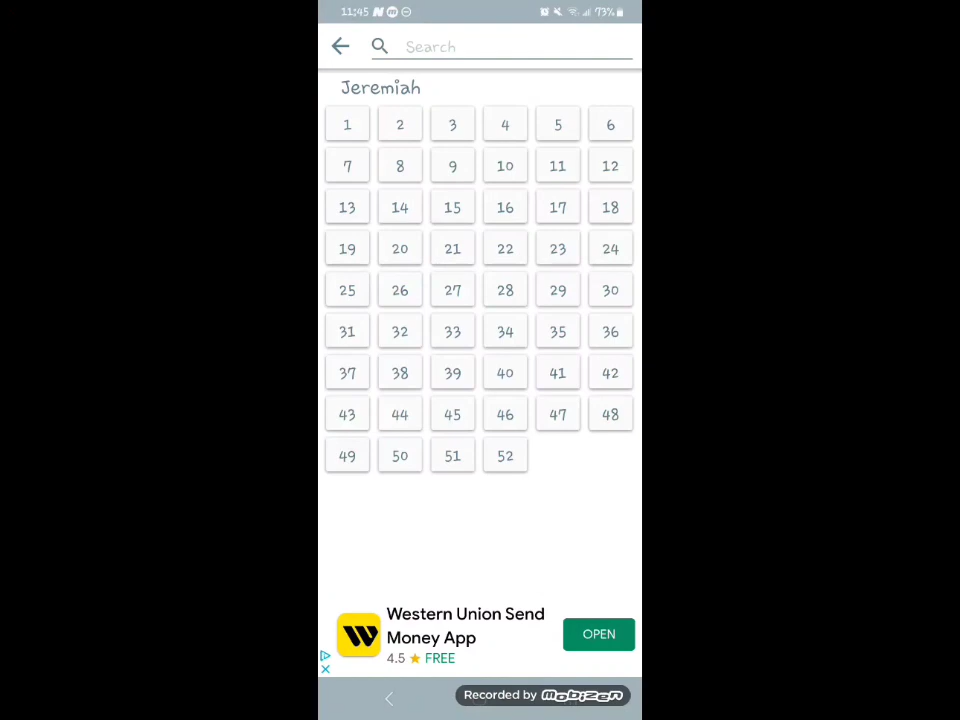 11:45 73%
Search
Jeremiah
1 2 3 4 5 6
7 8 9 10 11 12
13 14 15 16 17 18
19 20 21 22 23 24
25 26 27 28 29 30
31 32 33 34 35 36
37 38 39 40 41 42
43 44 45 46 47 48
49 50 51 52
Western Union Send
Money App
4.5 ★ FREE
OPEN
Recorded by mobizen